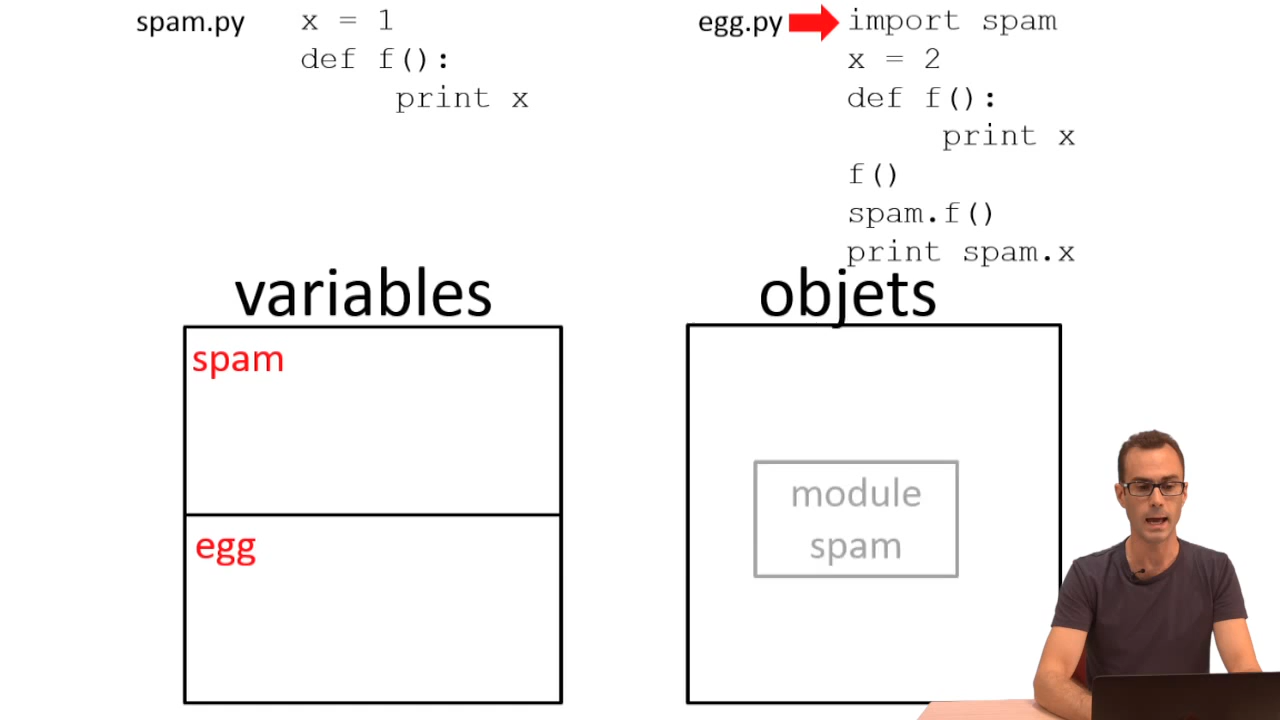 spam.py
x = 1
def f():
print x
egg.py
import spam
x = 2
def f():
print x
f()
spam.f()
print spam.x
variables
objets
spam
egg
module
spam